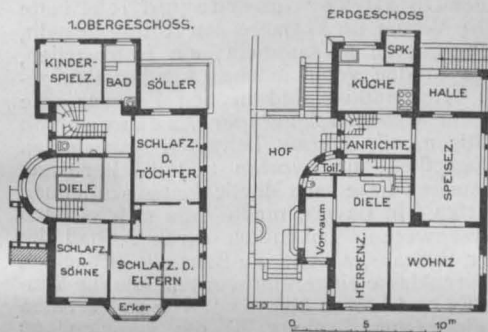 1.OBERGESCHOSS.
KINDER-
SPIELZ.
BAD
SÖLLER
SCHLAFZ.
D.
TÖCHTER
DIELE
SCHLAFZ.
D.
SÖHNE
SCHLAFZ. D.
ELTERN
Erker
ERDGESCHOSS
SPK.
KÜCHE
HALLE
HOF
ANRICHTE
Toil.
SPEISEZ.
DIELE
Vorraum
HERRENZ.
WOHNZ
0 5 10 m